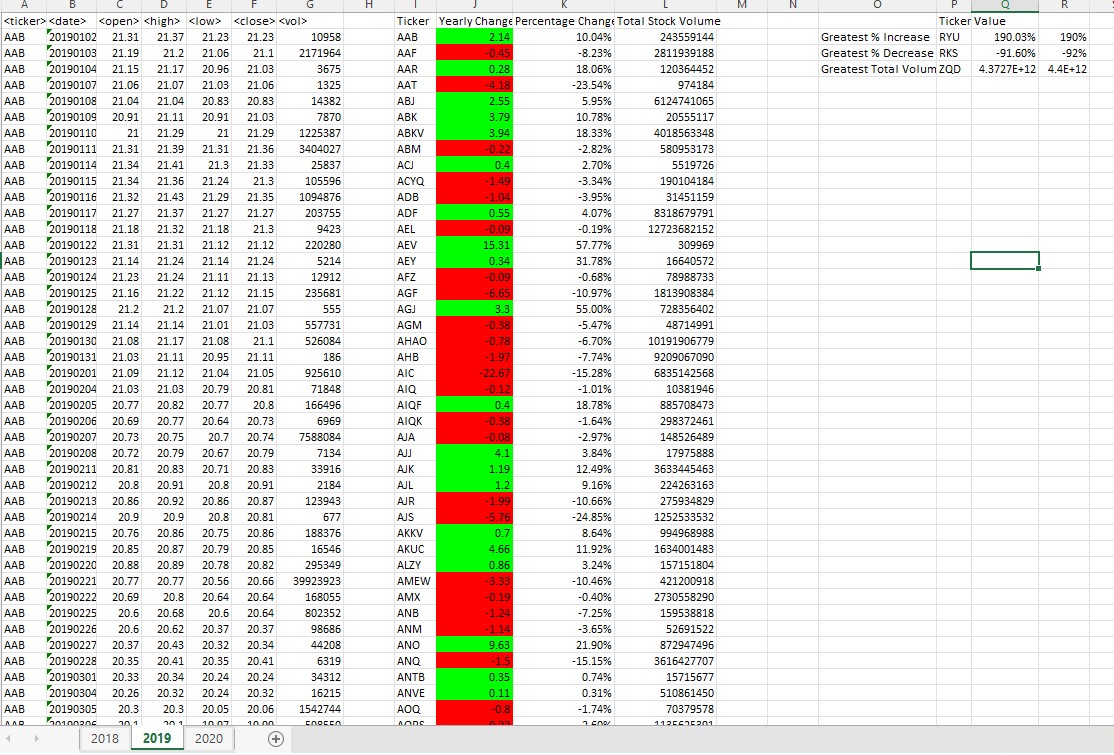 A B C D E F G H I J K L M N O P Q R
<ticker> <date> <open> <high> <low> <close> <vol> Ticker Yearly Change Percentage Change Total Stock Volume Ticker Value
AAB 20190102 21.31 21.37 21.23 21.23 10958 AAB 2.14 10.04% 243559144 Greatest % Increase RYU 190.03% 190%
AAB 20190103 21.19 21.2 21.06 21.1 2171964 AAF -0.45 -8.23% 2811939188 Greatest % Decrease RKS -91.60% -92%
AAB 20190104 21.15 21.17 20.96 21.03 3675 AAR 0.28 18.06% 120364452 Greatest Total Volum ZQD 4.3727E+12 4.4E+12
AAB 20190107 21.06 21.07 21.03 21.06 1325 AAT -4.18 -23.54% 974184
AAB 20190108 21.04 21.04 20.83 20.83 14382 ABJ 2.55 5.95% 6124741065
AAB 20190109 20.91 21.11 20.91 21.03 7870 ABK 3.79 10.78% 20555117
AAB 20190110 21 21.29 21 21.29 1225387 ABKV 3.94 18.33% 4018563348
AAB 20190111 21.31 21.39 21.31 21.36 3404027 ABM -0.22 -2.82% 580953173
AAB 20190114 21.34 21.41 21.3 21.33 25837 ACJ 0.4 2.70% 5519726
AAB 20190115 21.34 21.36 21.24 21.3 105596 ACYQ -1.49 -3.34% 190104184
AAB 20190116 21.32 21.43 21.29 21.35 1094876 ADB -1.04 -3.95% 31451159
AAB 20190117 21.27 21.37 21.27 21.27 203755 ADF 0.55 4.07% 8318679791
AAB 20190118 21.18 21.32 21.18 21.3 9423 AEL -0.09 -0.19% 12723682152
AAB 20190122 21.31 21.31 21.12 21.12 220280 AEV 15.31 57.77% 309969
AAB 20190123 21.14 21.24 21.14 21.24 5214 AEY 0.34 31.78% 16640572
AAB 20190124 21.23 21.24 21.11 21.13 12912 AFZ -0.09 -0.68% 78988733
AAB 20190125 21.16 21.22 21.12 21.15 235681 AGF -6.65 -10.97% 1813908384
AAB 20190128 21.2 21.2 21.07 21.07 555 AGJ 3.3 55.00% 728356402
AAB 20190129 21.14 21.14 21.01 21.03 557731 AGM -0.38 -5.47% 48714991
AAB 20190130 21.08 21.17 21.08 21.1 526084 AHAO -0.78 -6.70% 10191906779
AAB 20190131 21.03 21.11 20.95 21.11 186 AHB -1.97 -7.74% 9209067090
AAB 20190201 21.09 21.12 21.04 21.05 925610 AIC -22.67 -15.28% 6835142568
AAB 20190204 21.03 21.03 20.79 20.81 71848 AIQ -0.12 -1.01% 10381946
AAB 20190205 20.77 20.82 20.77 20.8 166496 AIQF 0.4 18.78% 885708473
AAB 20190206 20.69 20.77 20.64 20.73 6969 AIQK -0.38 -1.64% 298372461
AAB 20190207 20.73 20.75 20.7 20.74 7588084 AJA -0.08 -2.97% 148526489
AAB 20190208 20.72 20.79 20.67 20.79 7134 AJJ 4.1 3.84% 17975888
AAB 20190211 20.81 20.83 20.71 20.83 33916 AJK 1.19 12.49% 3633445463
AAB 20190212 20.8 20.91 20.8 20.91 2184 AJL 1.2 9.16% 224263163
AAB 20190213 20.86 20.92 20.86 20.87 123943 AJR -1.99 -10.66% 275934829
AAB 20190214 20.9 20.9 20.8 20.81 677 AJS -5.76 -24.85% 1252533532
AAB 20190215 20.76 20.86 20.75 20.86 188376 AKKV 0.7 8.64% 994968988
AAB 20190219 20.85 20.87 20.79 20.85 16546 AKUC 4.66 11.92% 1634001483
AAB 20190220 20.88 20.89 20.78 20.82 295349 ALZY 0.86 3.24% 157151804
AAB 20190221 20.77 20.77 20.56 20.66 39923923 AMEW -3.33 -10.46% 421200918
AAB 20190222 20.69 20.8 20.64 20.64 168055 AMX -0.19 -0.40% 2730558290
AAB 20190225 20.6 20.68 20.6 20.64 802352 ANB -1.24 -7.25% 159538818
AAB 20190226 20.6 20.62 20.37 20.37 98686 ANM -1.14 -3.65% 52691522
AAB 20190227 20.37 20.43 20.32 20.34 44208 ANO 9.63 21.90% 872947496
AAB 20190228 20.35 20.41 20.35 20.41 6319 ANQ -1.5 -15.15% 3616427707
AAB 20190301 20.33 20.34 20.24 20.24 34312 ANTB 0.35 0.74% 15715677
AAB 20190304 20.26 20.32 20.24 20.32 16215 ANVE 0.11 0.31% 510861450
AAB 20190305 20.3 20.3 20.05 20.06 1542744 AOQ -0.8 -1.74% 70379578
2018 2019 2020